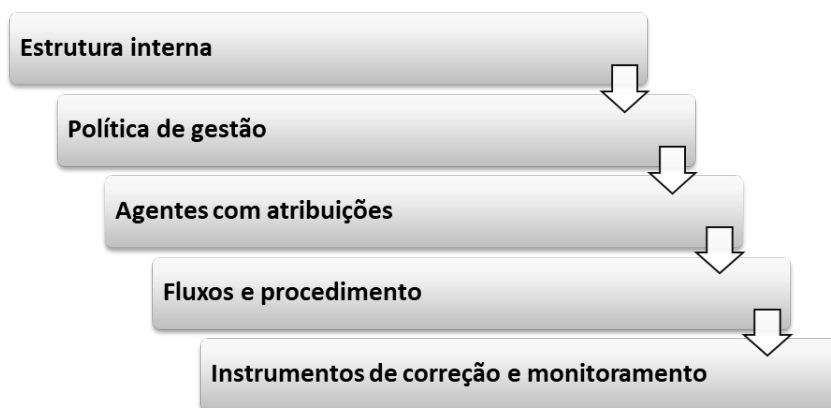 Estrutura interna
Política de gestão
Agentes com atribuições
Fluxos e procedimento
Instrumentos de correção e monitoramento